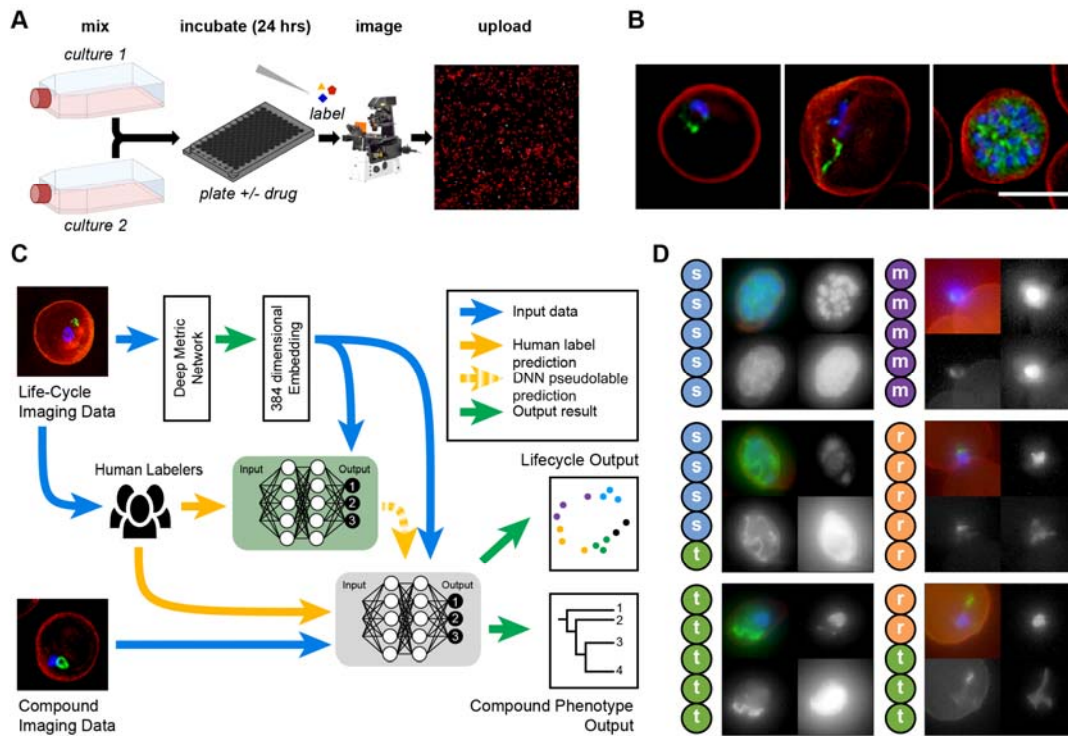 A
mix
incubate (24 hrs)
image
upload
culture 1
label
plate +/- drug
culture 2
B
C
Deep Metric
Network
384 dimensional
Embedding
Life-Cycle
Imaging Data
Input data
Human label
prediction
DNN pseudolable
prediction
Output result
Human Labelers
Input
Output
1
2
3
Lifecycle Output
Input
Output
1
2
3
1
2
3
4
Compound
Imaging Data
Compound Phenotype
Output
D
s
s
s
s
s
m
m
m
m
m
s
s
s
s
t
r
r
r
r
r
t
t
t
t
t
r
r
t
t
t